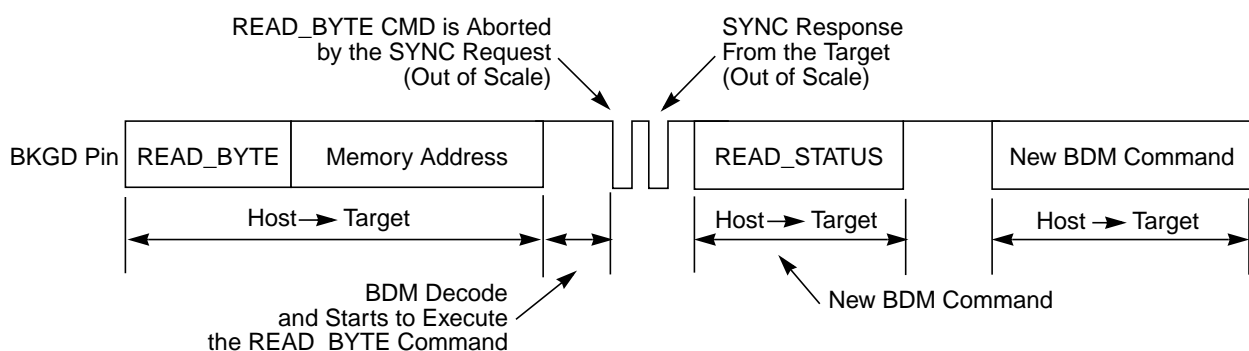 READ_BYTE CMD is Aborted
by the SYNC Request
(Out of Scale)
SYNC Response
From the Target
(Out of Scale)
BKGD Pin
READ_BYTE
Memory Address
READ_STATUS
New BDM Command
Host Target
Host Target
Host Target
BDM Decode
and Starts to Execute
the READ_BYTE Command
New BDM Command